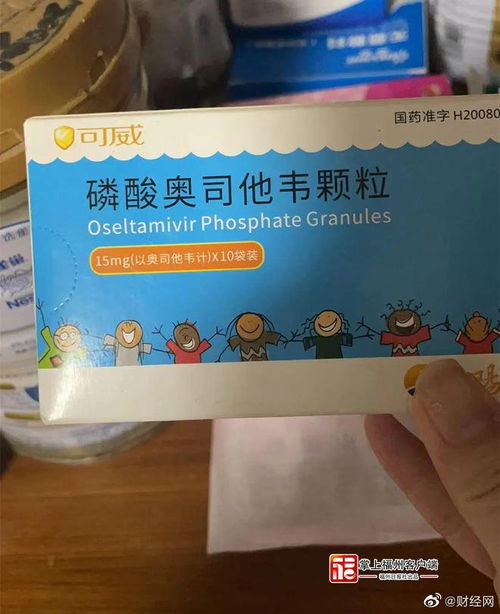 可威
国药准字 H20080
磷酸奥司他韦颗粒
Oseltamivir Phosphate Granules
15mg(以奥司他韦计)X10袋装
掌上福州客户端
福州日报社出品
@财经网